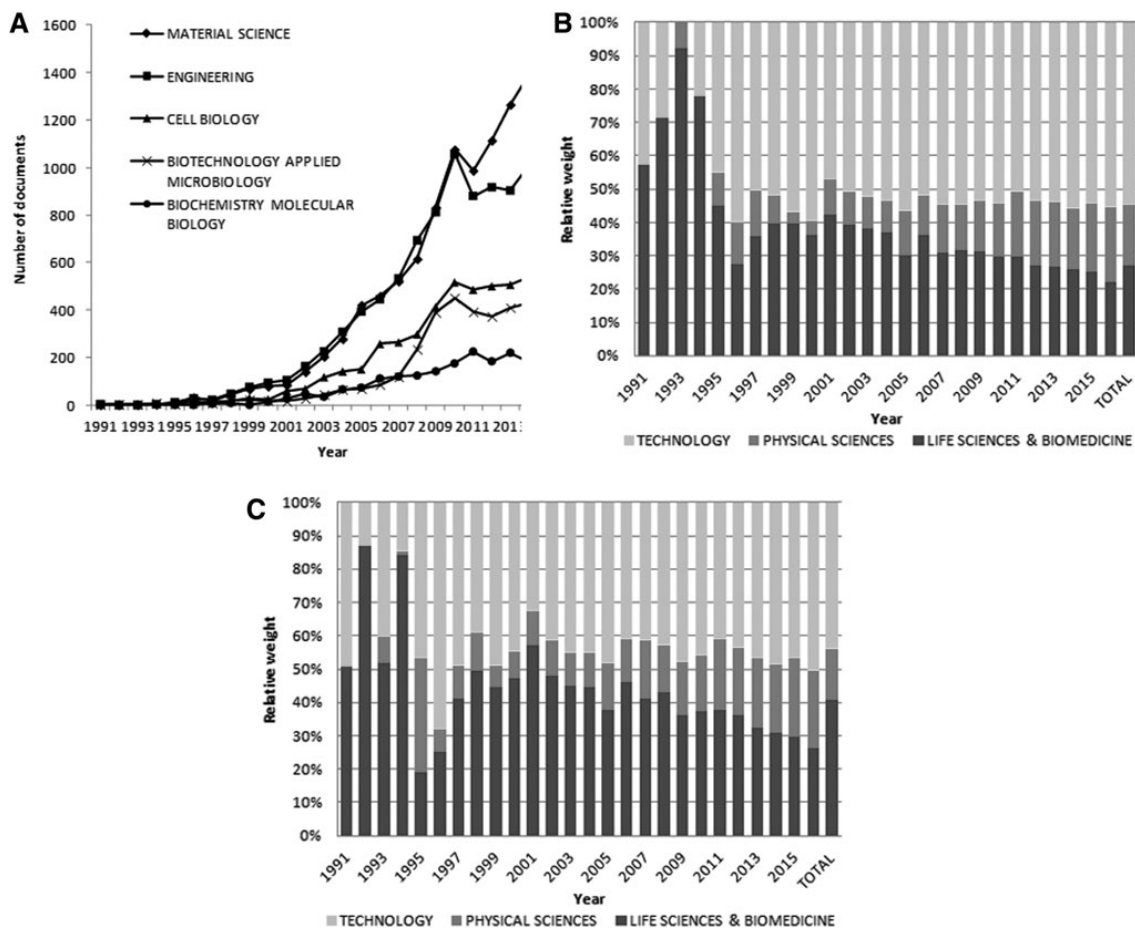 A
1600
1400
1200
1000
800
600
400
200
0
Number of documents
MATERIAL SCIENCE
ENGINEERING
CELL BIOLOGY
BIOTECHNOLOGY APPLIED
MICROBIOLOGY
BIOCHEMISTRY MOLECULAR
BIOLOGY
1991 1993 1995 1997 1999 2001 2003 2005 2007 2009 2011
Year
B
100%
90%
80%
70%
60%
50%
40%
30%
20%
10%
0%
Relative weight
1991 1993 1995 1997 1999 2001 2003 2005 2007 2009 2011 2013 2015 TOTAL
Year
TECHNOLOGY PHYSICAL SCIENCES LIFE SCIENCES & BIOMEDICINE
C
100%
90%
80%
70%
60%
50%
40%
30%
20%
10%
0%
Relative weight
1991 1993 1995 1997 1999 2001 2003 2005 2007 2009 2011 2013 2015 TOTAL
Year
TECHNOLOGY PHYSICAL SCIENCES LIFE SCIENCES & BIOMEDICINE